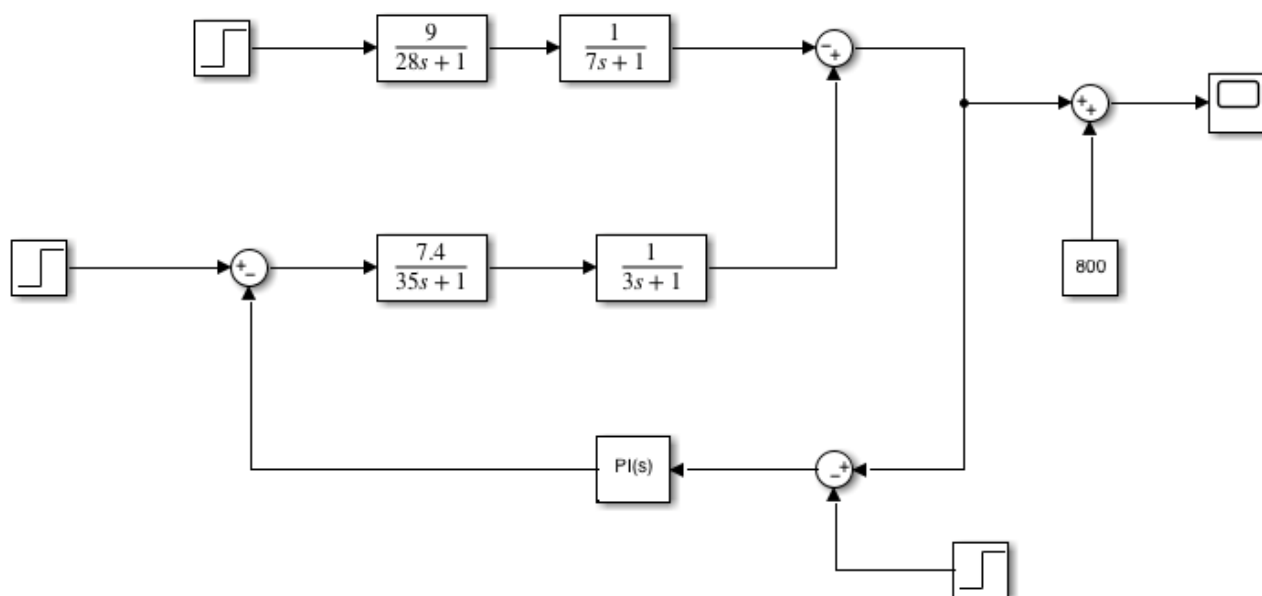 9
28s + 1
1
7s + 1
−
+
+
+
7.4
35s + 1
1
3s + 1
+
−
800
PI(s)
+
−